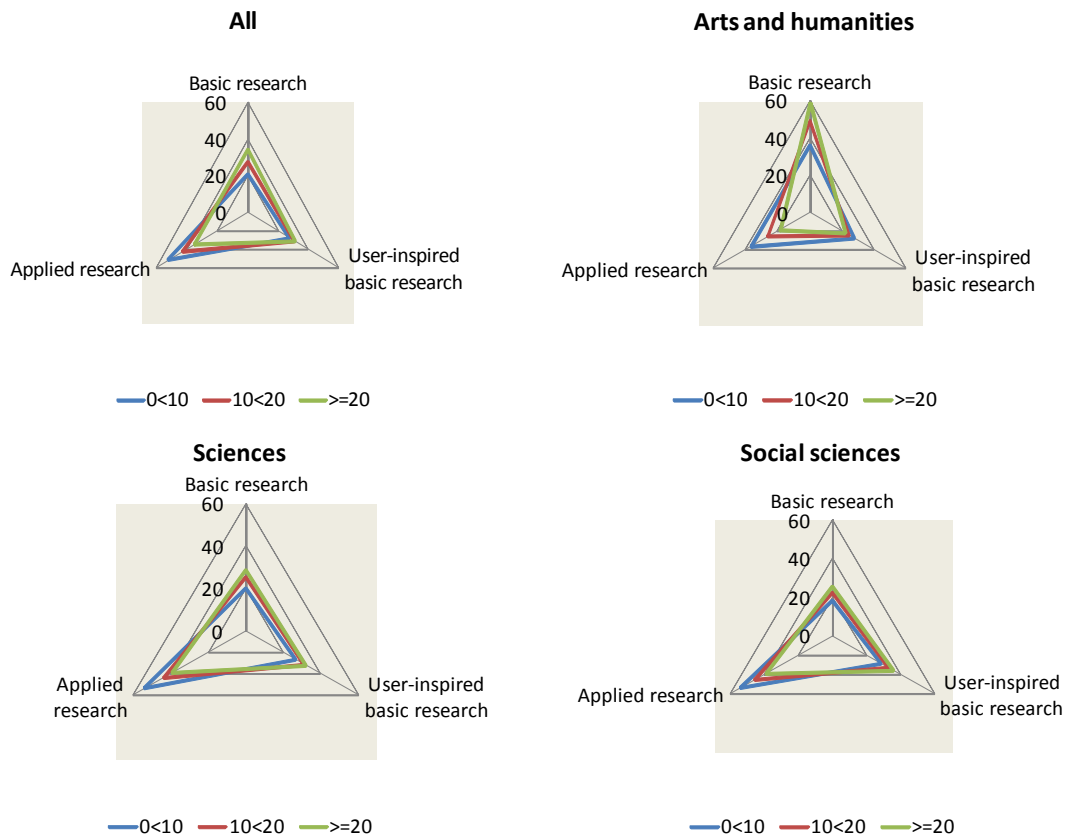 All
Basic research
60
40
20
0
Applied research
User-inspired
basic research
0<10 10<20 >=20
Arts and humanities
Basic research
60
40
20
0
Applied research
User-inspired
basic research
0<10 10<20 >=20
Sciences
Basic research
60
40
20
0
Applied
research
User-inspired
basic research
0<10 10<20 >=20
Social sciences
Basic research
60
40
20
0
Applied research
User-inspired
basic research
0<10 10<20 >=20